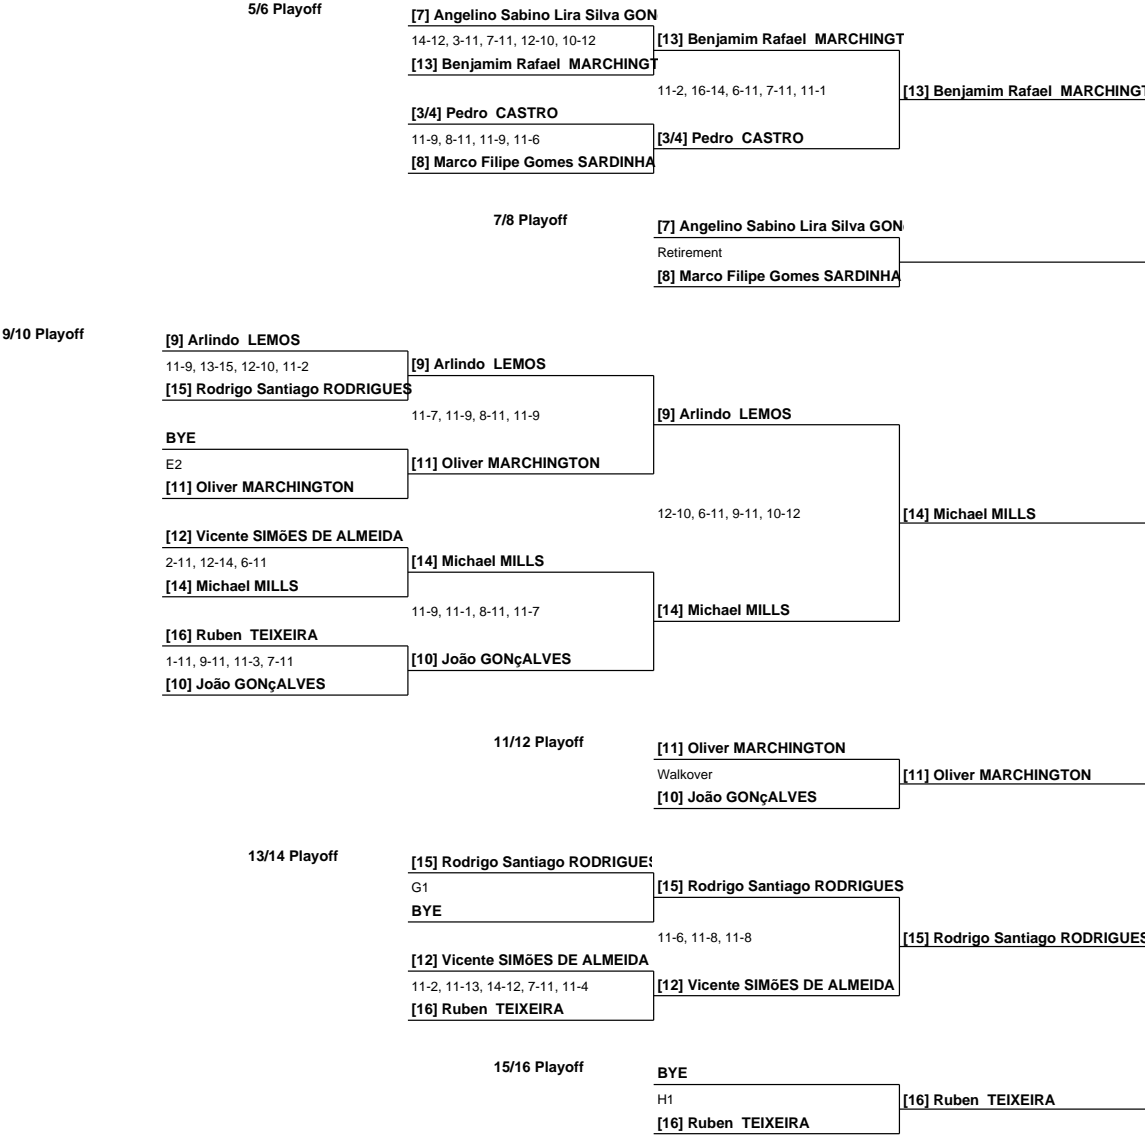 5/6 Playoff
[7] Angelino Sabino Lira Silva GON
14-12, 3-11, 7-11, 12-10, 10-12
[13] Benjamim Rafael MARCHINGT
[13] Benjamim Rafael MARCHINGT
11-2, 16-14, 6-11, 7-11, 11-1
[13] Benjamim Rafael MARCHINGT
[3/4] Pedro CASTRO
11-9, 8-11, 11-9, 11-6
[3/4] Pedro CASTRO
[8] Marco Filipe Gomes SARDINHA
7/8 Playoff
[7] Angelino Sabino Lira Silva GON
Retirement
[8] Marco Filipe Gomes SARDINHA
9/10 Playoff
[9] Arlindo LEMOS
11-9, 13-15, 12-10, 11-2
[9] Arlindo LEMOS
[15] Rodrigo Santiago RODRIGUES
11-7, 11-9, 8-11, 11-9
[9] Arlindo LEMOS
BYE
E2
[11] Oliver MARCHINGTON
[11] Oliver MARCHINGTON
12-10, 6-11, 9-11, 10-12
[14] Michael MILLS
[12] Vicente SIMõES DE ALMEIDA
2-11, 12-14, 6-11
[14] Michael MILLS
[14] Michael MILLS
11-9, 11-1, 8-11, 11-7
[14] Michael MILLS
[16] Ruben TEIXEIRA
1-11, 9-11, 11-3, 7-11
[10] João GONçALVES
[10] João GONçALVES
11/12 Playoff
[11] Oliver MARCHINGTON
Walkover
[11] Oliver MARCHINGTON
[10] João GONçALVES
13/14 Playoff
[15] Rodrigo Santiago RODRIGUES
G1
[15] Rodrigo Santiago RODRIGUES
BYE
11-6, 11-8, 11-8
[15] Rodrigo Santiago RODRIGUES
[12] Vicente SIMõES DE ALMEIDA
11-2, 11-13, 14-12, 7-11, 11-4
[12] Vicente SIMõES DE ALMEIDA
[16] Ruben TEIXEIRA
15/16 Playoff
BYE
H1
[16] Ruben TEIXEIRA
[16] Ruben TEIXEIRA